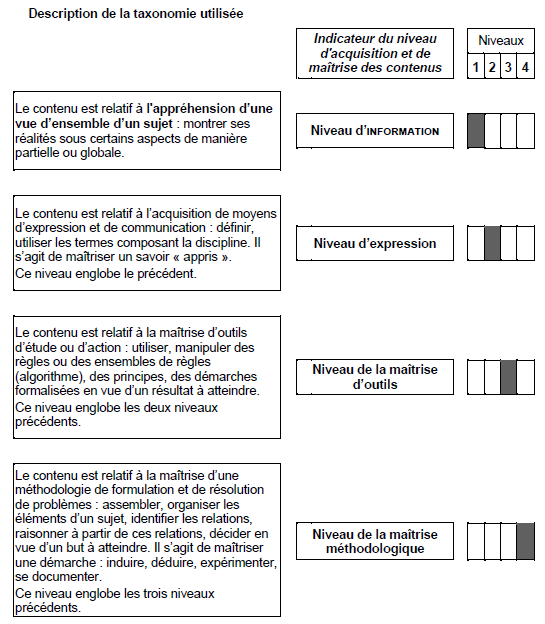 Description de la taxonomie utilisée
Indicateur du niveau
d'acquisition et de
maîtrise des contenus
Niveaux
1 2 3 4
Le contenu est relatif à l'appréhension d'une
vue d'ensemble d'un sujet : montrer ses
réalités sous certains aspects de manière
partielle ou globale.
Niveau d'INFORMATION
Le contenu est relatif à l'acquisition de moyens
d'expression et de communication : définir,
utiliser les termes composant la discipline. Il
s'agit de maîtriser un savoir « appris ».
Ce niveau englobe le précédent.
Niveau d'expression
Le contenu est relatif à la maîtrise d'outils
d'étude ou d'action : utiliser, manipuler des
règles ou des ensembles de règles
(algorithme), des principes, des démarches
formalisées en vue d'un résultat à atteindre.
Ce niveau englobe les deux niveaux
précédents.
Niveau de la maîtrise
d'outils
Le contenu est relatif à la maîtrise d'une
méthodologie de formulation et de résolution
de problèmes : assembler, organiser les
éléments d'un sujet, identifier les relations,
raisonner à partir de ces relations, décider en
vue d'un but à atteindre. Il s'agit de maîtriser
une démarche : induire, déduire, expérimenter,
se documenter.
Ce niveau englobe les trois niveaux
précédents.
Niveau de la maîtrise
méthodologique